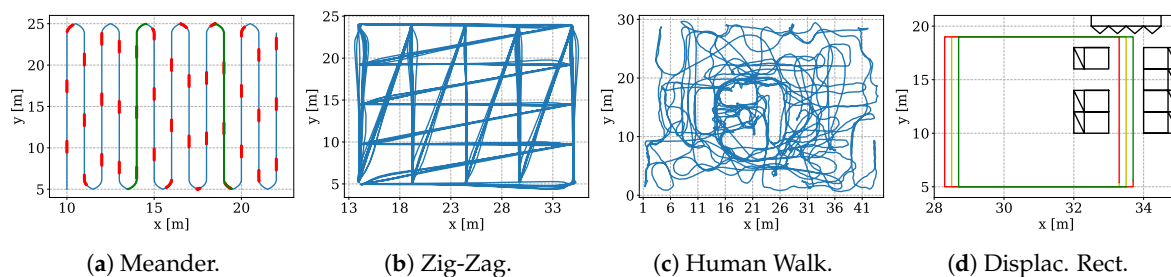 25
20
15
10
5
y [m]
10 15 20
x [m]
25
20
15
10
5
y [m]
13 18 23 28 33
x [m]
30
20
10
0
y [m]
1 6 11 16 21 26 31 36 41
x [m]
20
15
10
5
y [m]
28 30 32 34
x [m]
(a) Meander.
(b) Zig-Zag.
(c) Human Walk.
(d) Displac. Rect.